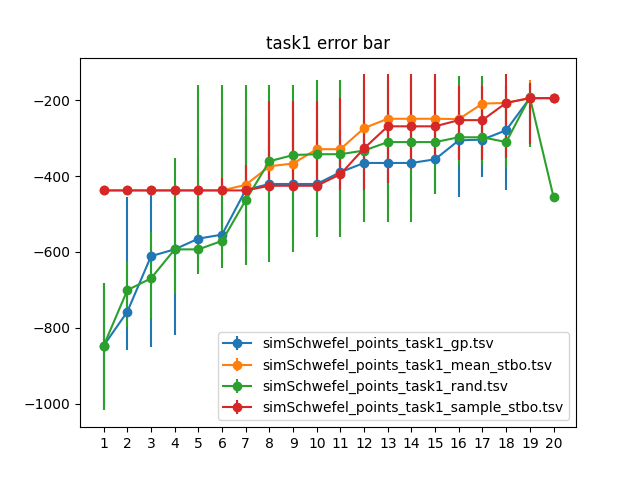 task1 error bar
−200
−400
−600
−800
−1000
simSchwefel_points_task1_gp.tsv
simSchwefel_points_task1_mean_stbo.tsv
simSchwefel_points_task1_rand.tsv
simSchwefel_points_task1_sample_stbo.tsv
1 2 3 4 5 6 7 8 9 10 11 12 13 14 15 16 17 18 19 20